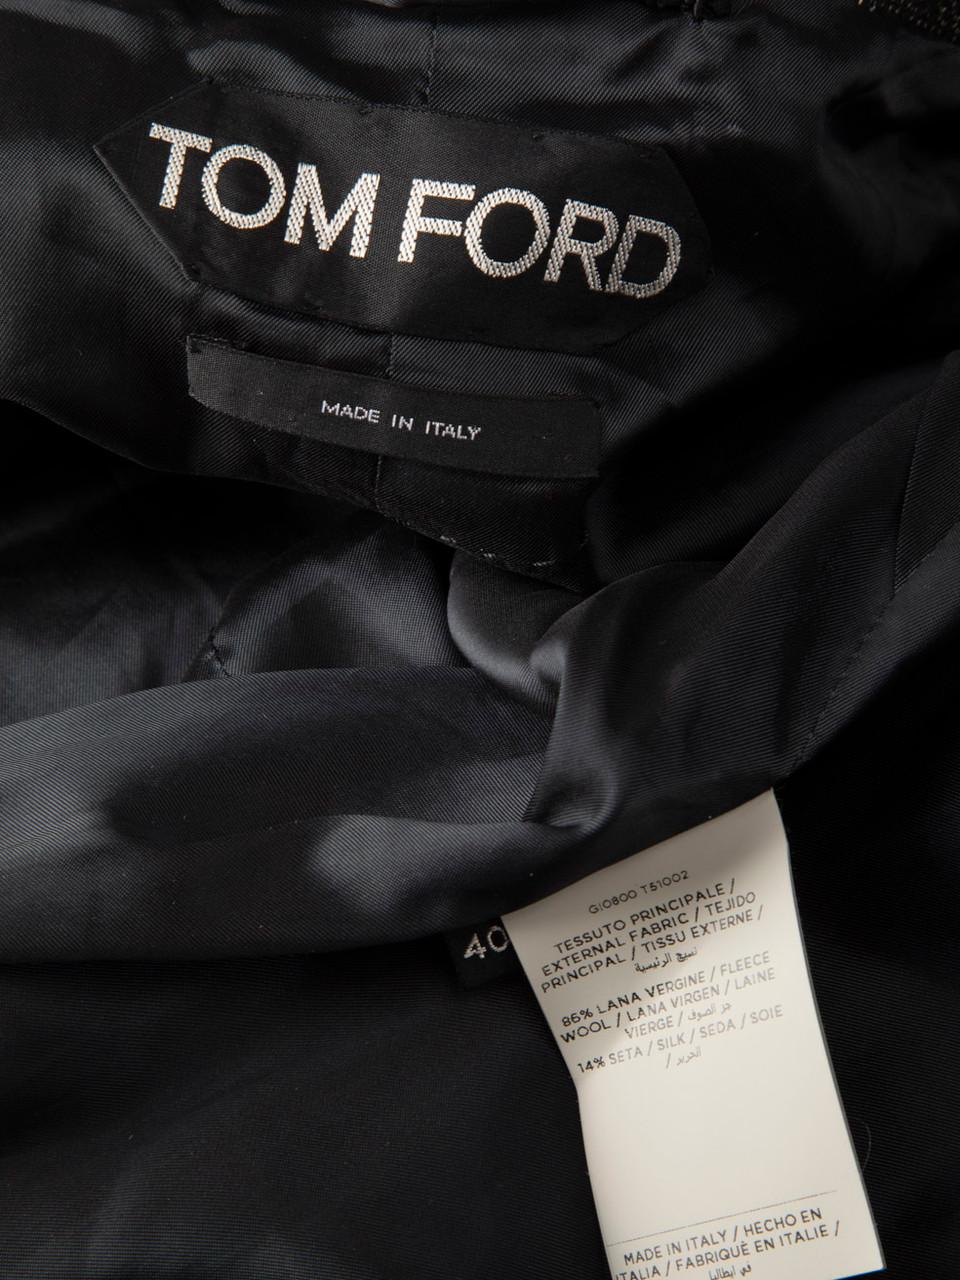 TOM FORD
MADE IN ITALY
40
GI0800 T51002
TESSUTO PRINCIPALE /
EXTERNAL FABRIC / TEJIDO
PRINCIPAL / TISSU EXTERNE /
نسيج الرئيسية
86% LANA VERGINE / FLEECE
WOOL / LANA VIRGEN / LAINE
VIERGE / جز الصوف /
14% SETA / SILK / SEDA / SOIE
/ الحرير /
MADE IN ITALY / HECHO EN
ITALIA / FABRIQUÈ EN ITALIE /
في ايطاليا